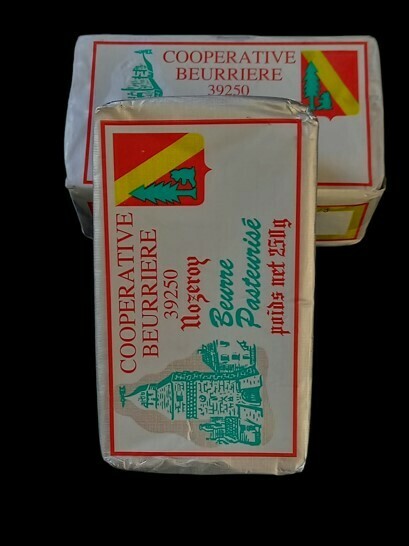 COOPERATIVE
BEURRIERE
39250
COOPERATIVE
BEURRIERE
39250
Nozeroy
Beurre
Pasteurisé
poids net 250g